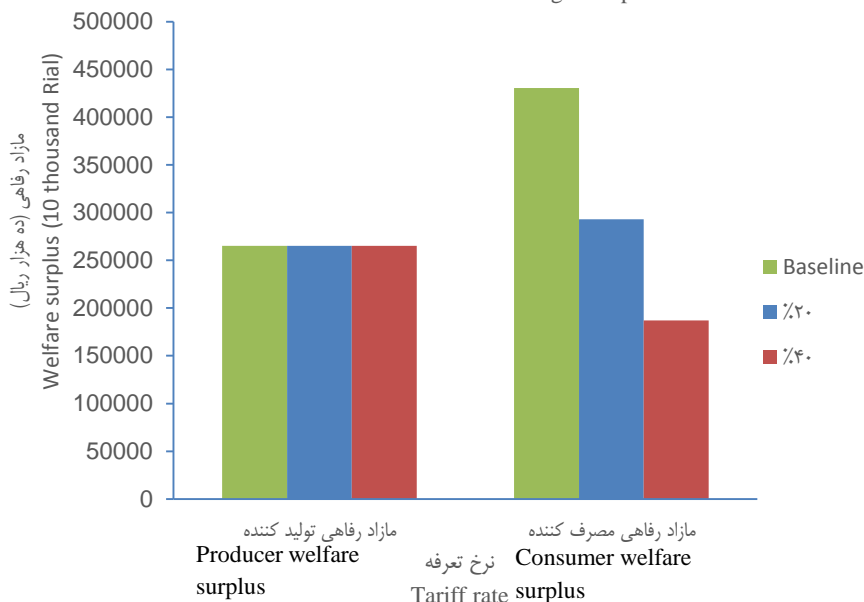 500000
450000
400000
350000
300000
250000
200000
150000
100000
50000
0
مازاد رفاهی (ده هزار ریال)
Welfare surplus (10 thousand Rial)
مازاد رفاهی تولید کننده
Producer welfare
surplus
مازاد رفاهی مصرف کننده
Consumer welfare
surplus
نرخ تعرفه
Tariff rate
Baseline
٪۲۰
٪۴۰